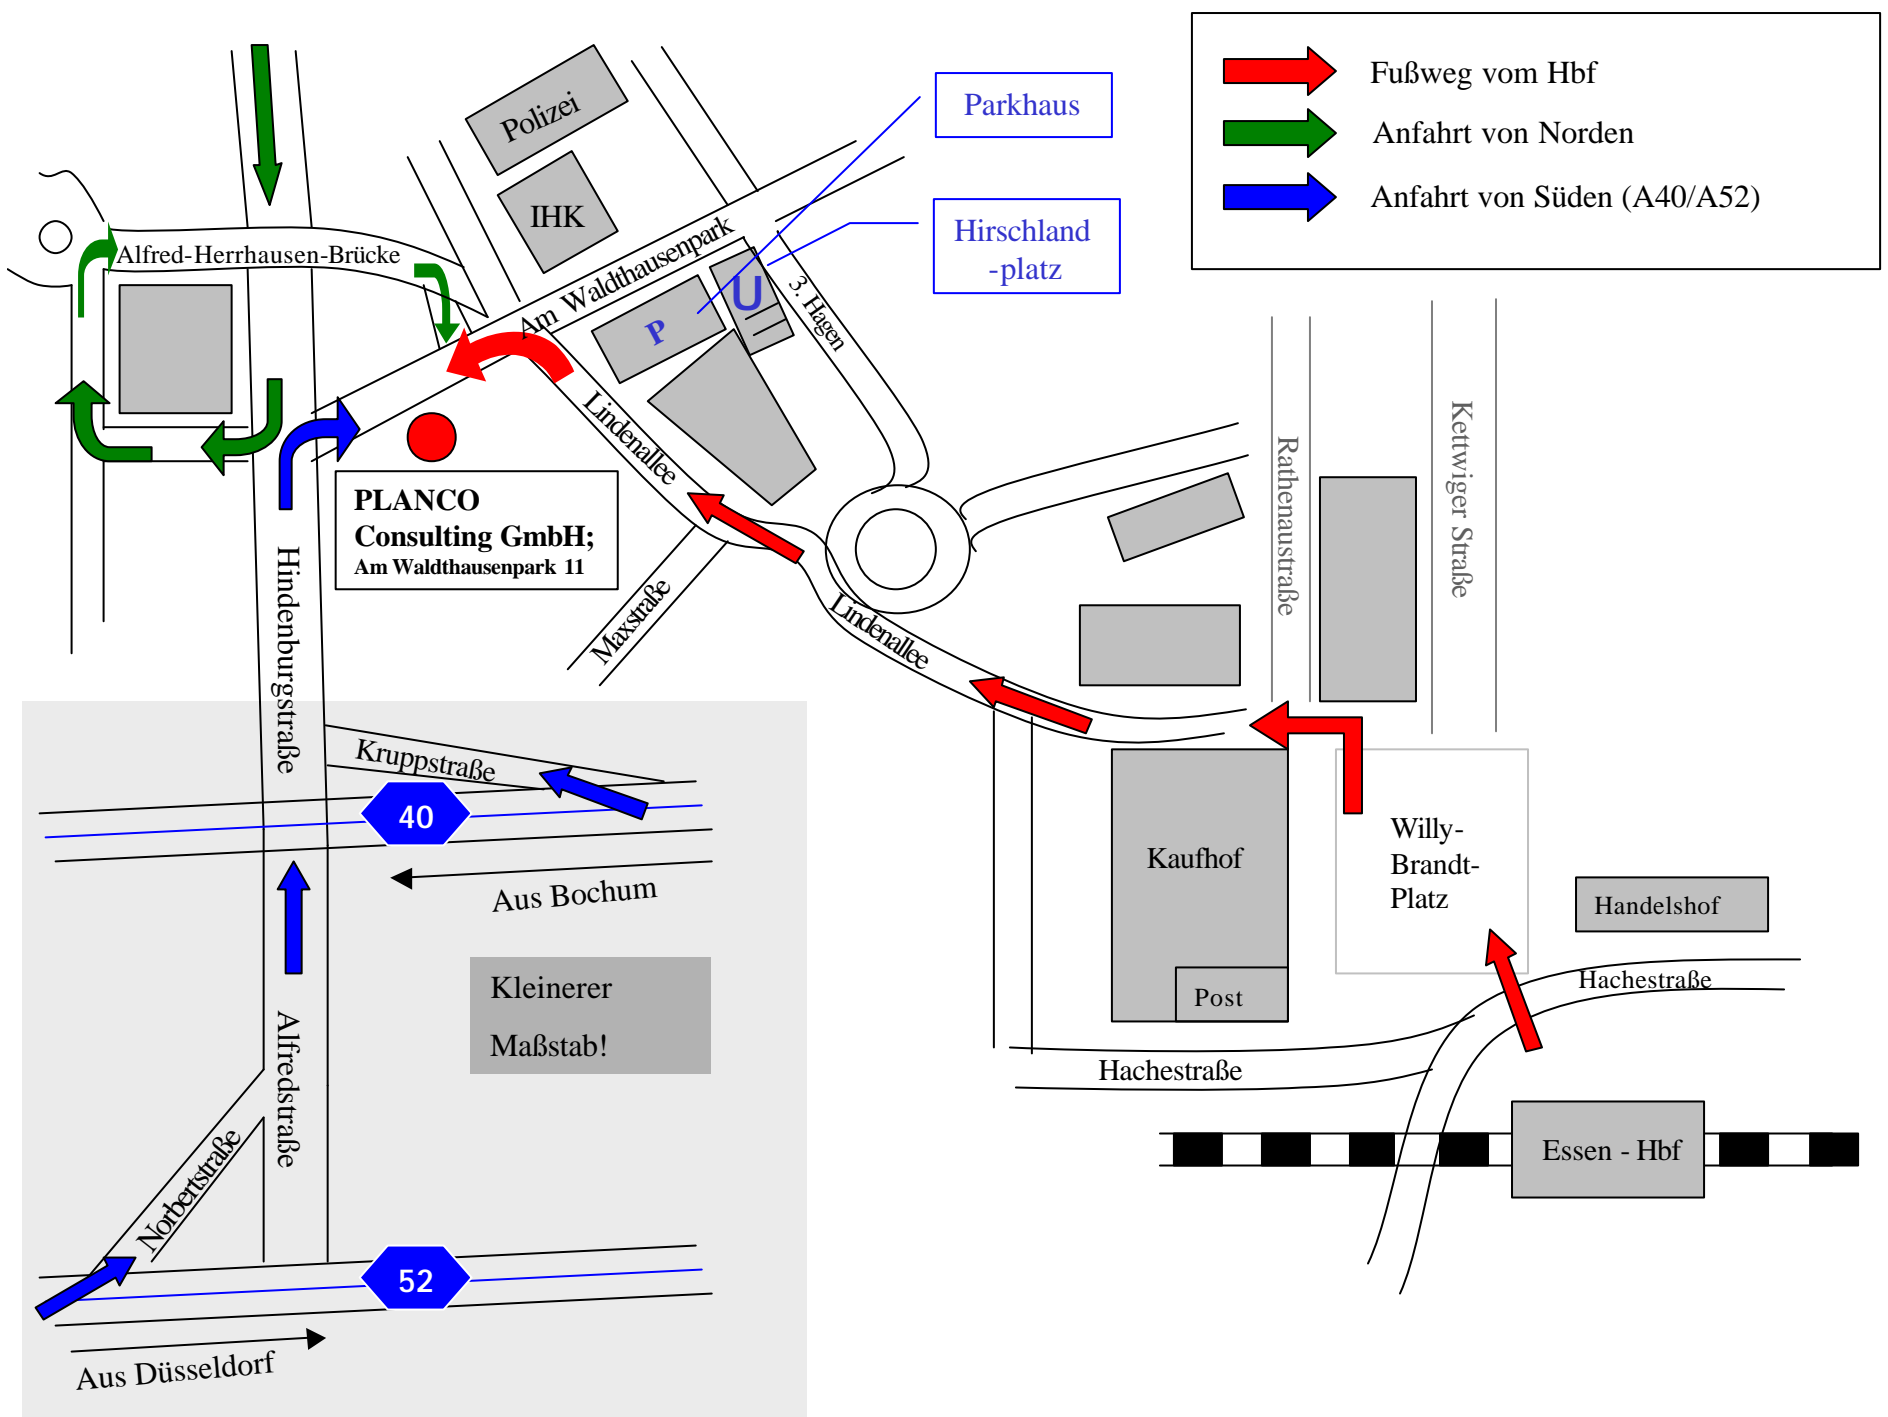 Fußweg vom Hbf
Anfahrt von Norden
Anfahrt von Süden (A40/A52)
Parkhaus
Hirschland
-platz
Polizei
IHK
Am Waldthausenpark
Alfred-Herrhausen-Brücke
P
U
3. Hagen
Lindenallee
PLANCO
Consulting GmbH;
Am Waldthausenpark 11
Hindenburgstraße
Maxstraße
Lindenallee
Rathenaustraße
Kettwiger Straße
Kruppstraße
40
Aus Bochum
Kleinerer
Maßstab!
Alfredstraße
Norbertstraße
52
Aus Düsseldorf
Kaufhof
Post
Willy-
Brandt-
Platz
Handelshof
Hachestraße
Hachestraße
Essen - Hbf